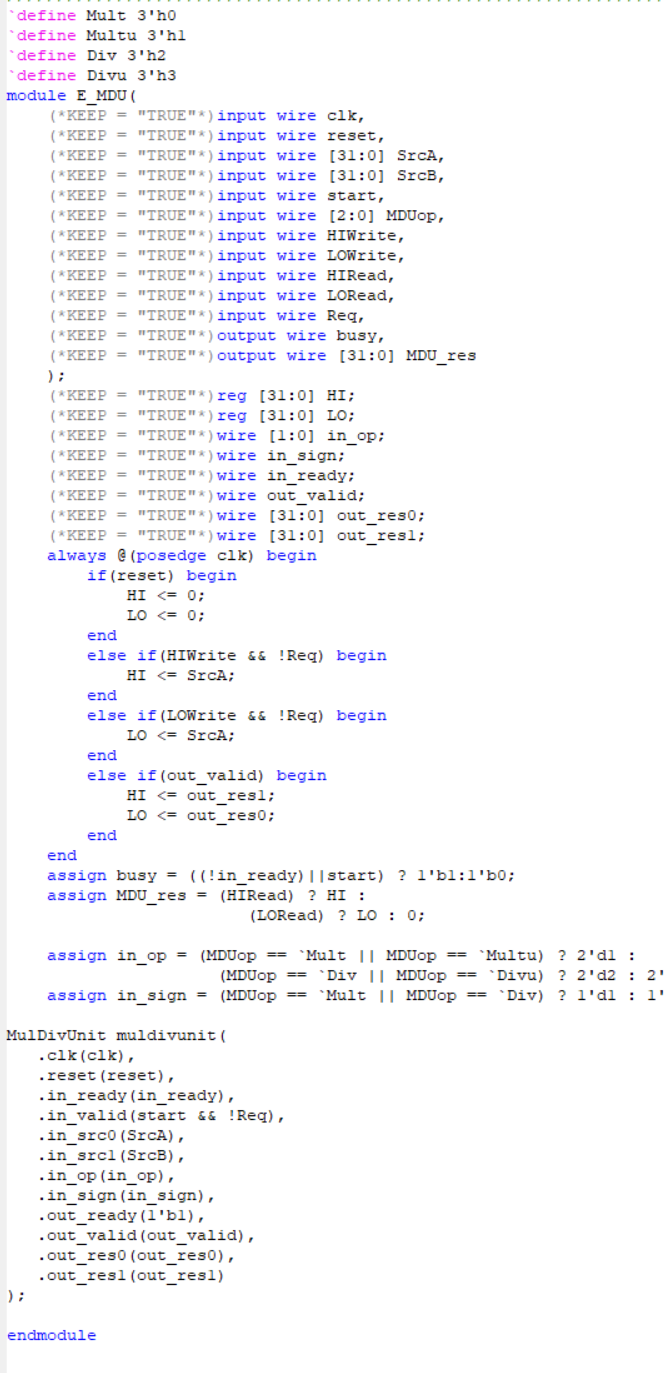 `define Mult 3'h0
`define Multu 3'h1
`define Div 3'h2
`define Divu 3'h3
module E_MDU(
    (*KEEP = "TRUE"*)input wire clk,
    (*KEEP = "TRUE"*)input wire reset,
    (*KEEP = "TRUE"*)input wire [31:0] SrcA,
    (*KEEP = "TRUE"*)input wire [31:0] SrcB,
    (*KEEP = "TRUE"*)input wire start,
    (*KEEP = "TRUE"*)input wire [2:0] MDUop,
    (*KEEP = "TRUE"*)input wire HIWrite,
    (*KEEP = "TRUE"*)input wire LOWrite,
    (*KEEP = "TRUE"*)input wire HIRead,
    (*KEEP = "TRUE"*)input wire LORead,
    (*KEEP = "TRUE"*)input wire Req,
    (*KEEP = "TRUE"*)output wire busy,
    (*KEEP = "TRUE"*)output wire [31:0] MDU_res
    );
    (*KEEP = "TRUE"*)reg [31:0] HI;
    (*KEEP = "TRUE"*)reg [31:0] LO;
    (*KEEP = "TRUE"*)wire [1:0] in_op;
    (*KEEP = "TRUE"*)wire in_sign;
    (*KEEP = "TRUE"*)wire in_ready;
    (*KEEP = "TRUE"*)wire out_valid;
    (*KEEP = "TRUE"*)wire [31:0] out_res0;
    (*KEEP = "TRUE"*)wire [31:0] out_res1;
    always @(posedge clk) begin
        if(reset) begin
            HI <= 0;
            LO <= 0;
        end
        else if(HIWrite && !Req) begin
            HI <= SrcA;
        end
        else if(LOWrite && !Req) begin
            LO <= SrcA;
        end
        else if(out_valid) begin
            HI <= out_res1;
            LO <= out_res0;
        end
    end
    assign busy = ((!in_ready)||start) ? 1'b1:1'b0;
    assign MDU_res = (HIRead) ? HI :
                     (LORead) ? LO : 0;
    assign in_op = (MDUop == `Mult || MDUop == `Multu) ? 2'd1 :
                   (MDUop == `Div || MDUop == `Divu) ? 2'd2 : 2'
    assign in_sign = (MDUop == `Mult || MDUop == `Div) ? 1'd1 : 1'
MulDivUnit muldivunit(
   .clk(clk),
   .reset(reset),
   .in_ready(in_ready),
   .in_valid(start && !Req),
   .in_src0(SrcA),
   .in_src1(SrcB),
   .in_op(in_op),
   .in_sign(in_sign),
   .out_ready(1'b1),
   .out_valid(out_valid),
   .out_res0(out_res0),
   .out_res1(out_res1)
);
endmodule